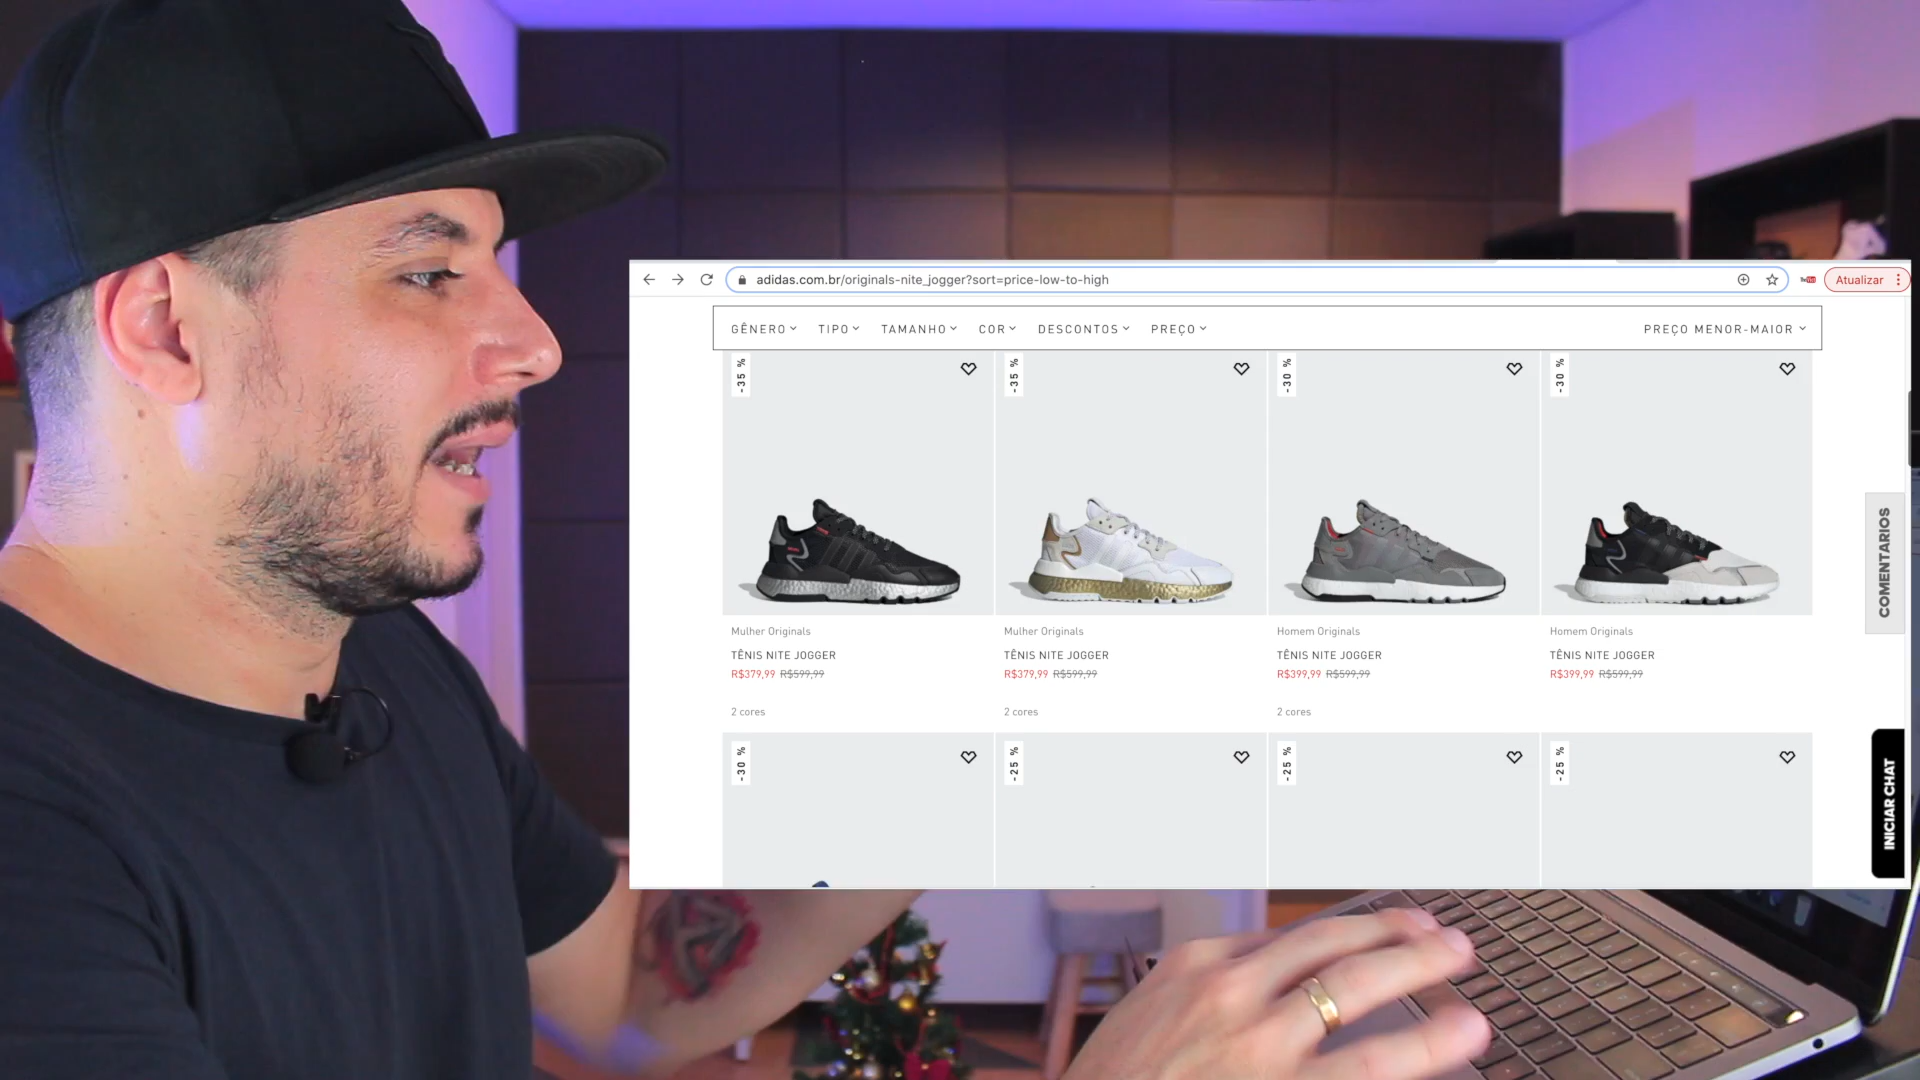 adidas.com.br/originals-nite_jogger?sort=price-low-to-high
Atualizar
GÊNERO TIPO TAMANHO COR DESCONTOS PREÇO PREÇO MENOR-MAIOR
-35 % -35 % -30 % -30 %
Mulher Originals Mulher Originals Homem Originals Homem Originals
TÊNIS NITE JOGGER TÊNIS NITE JOGGER TÊNIS NITE JOGGER TÊNIS NITE JOGGER
R$379,99 R$599,99 R$379,99 R$599,99 R$399,99 R$599,99 R$399,99 R$599,99
2 cores 2 cores 2 cores
-30 % -25 % -25 % -25 %
COMENTARIOS
INICIAR CHAT